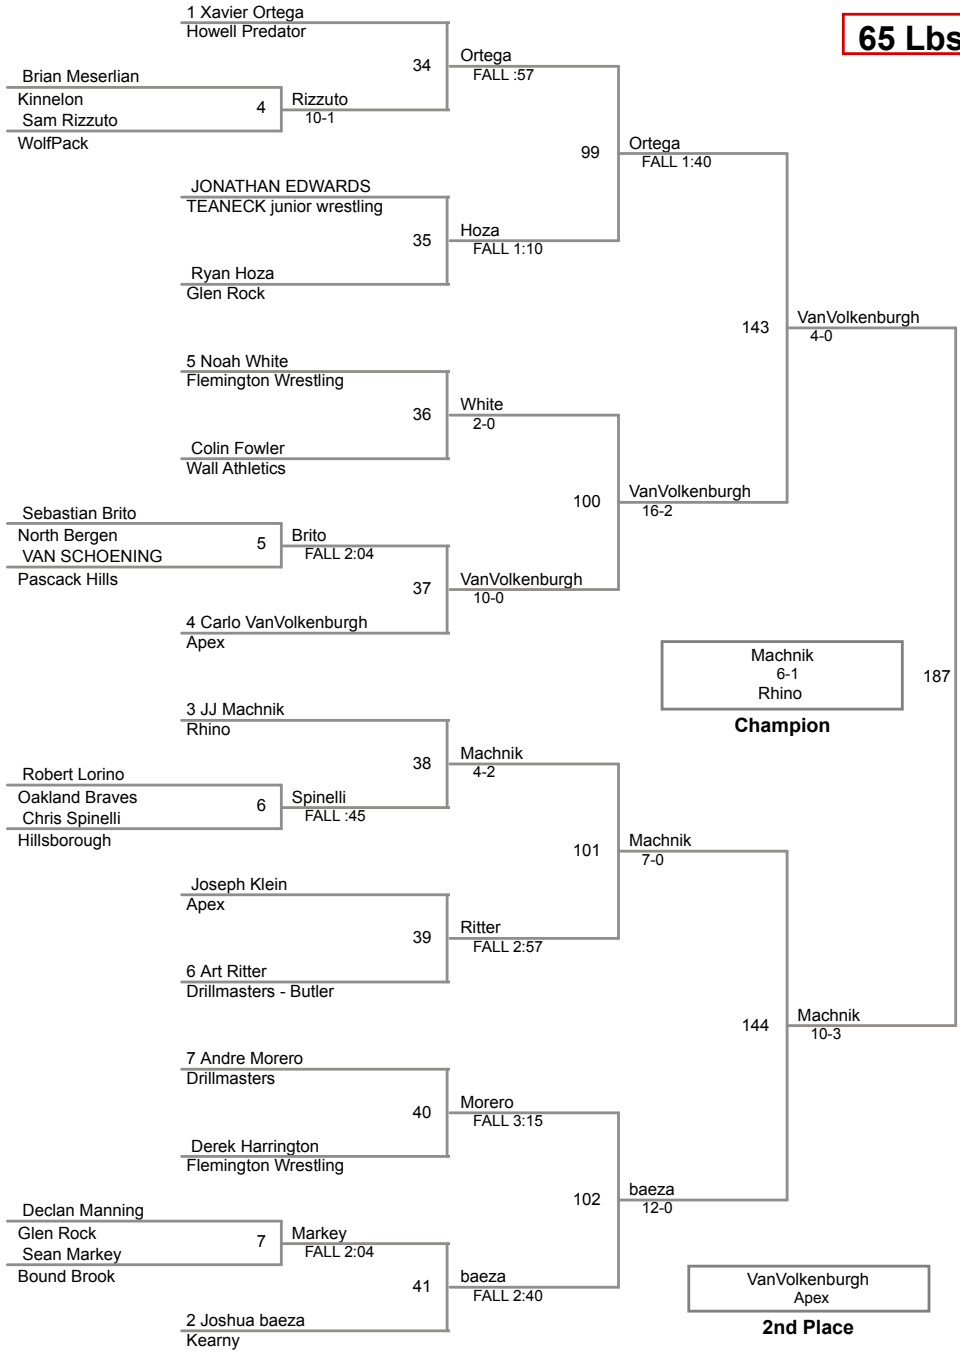 1 Xavier Ortega
Howell Predator
65 Lbs
34
Ortega
FALL :57
Brian Meserlian
Kinnelon
4
Rizzuto
10-1
Sam Rizzuto
WolfPack
99
Ortega
FALL 1:40
JONATHAN EDWARDS
TEANECK junior wrestling
35
Hoza
FALL 1:10
Ryan Hoza
Glen Rock
143
VanVolkenburgh
4-0
5 Noah White
Flemington Wrestling
36
White
2-0
Colin Fowler
Wall Athletics
100
VanVolkenburgh
16-2
Sebastian Brito
North Bergen
5
Brito
FALL 2:04
VAN SCHOENING
Pascack Hills
37
VanVolkenburgh
10-0
4 Carlo VanVolkenburgh
Apex
Machnik
6-1
Rhino
Champion
187
3 JJ Machnik
Rhino
38
Machnik
4-2
Robert Lorino
Oakland Braves
6
Spinelli
FALL :45
Chris Spinelli
Hillsborough
101
Machnik
7-0
Joseph Klein
Apex
39
Ritter
FALL 2:57
6 Art Ritter
Drillmasters - Butler
144
Machnik
10-3
7 Andre Morero
Drillmasters
40
Morero
FALL 3:15
Derek Harrington
Flemington Wrestling
102
baeza
12-0
Declan Manning
Glen Rock
7
Markey
FALL 2:04
Sean Markey
Bound Brook
41
baeza
FALL 2:40
2 Joshua baeza
Kearny
VanVolkenburgh
Apex
2nd Place